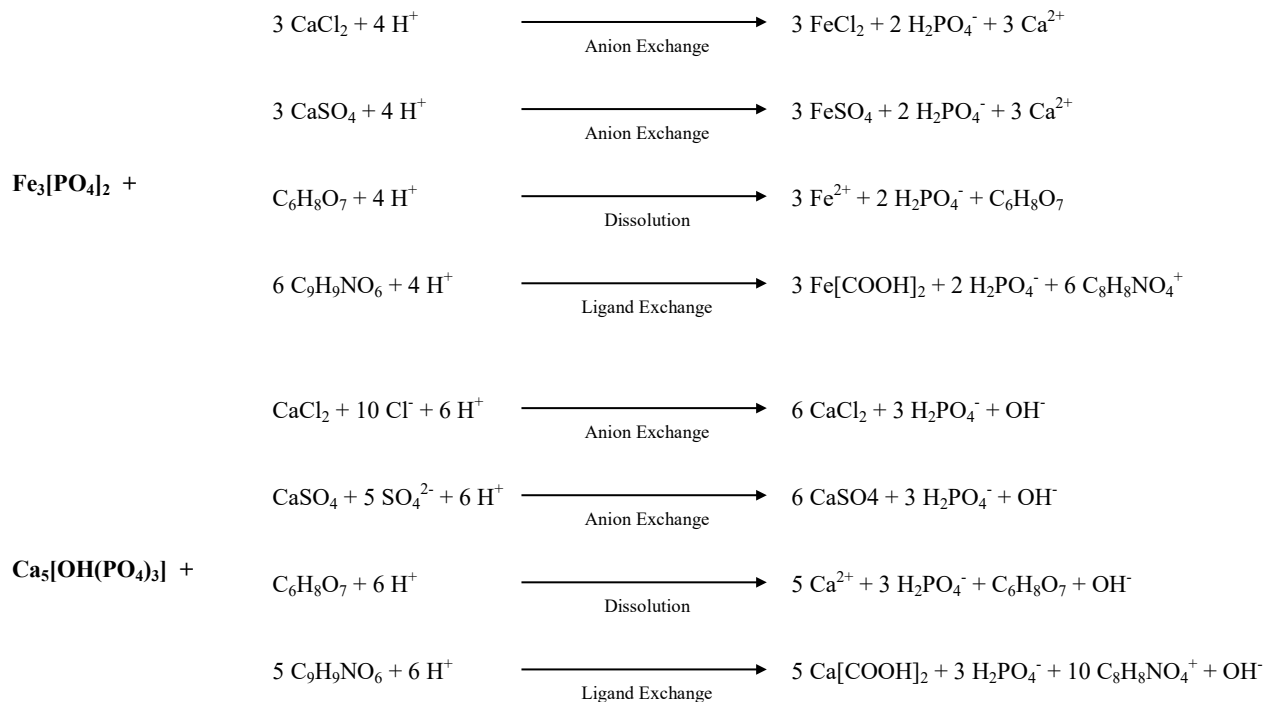 3 CaCl₂ + 4 H⁺ Anion Exchange 3 FeCl₂ + 2 H₂PO₄⁻ + 3 Ca²⁺
3 CaSO₄ + 4 H⁺ Anion Exchange 3 FeSO₄ + 2 H₂PO₄⁻ + 3 Ca²⁺
Fe₃[PO₄]₂ +
C₆H₈O₇ + 4 H⁺ Dissolution 3 Fe²⁺ + 2 H₂PO₄⁻ + C₆H₈O₇
6 C₉H₉NO₆ + 4 H⁺ Ligand Exchange 3 Fe[COOH]₂ + 2 H₂PO₄⁻ + 6 C₈H₈NO₄⁺
CaCl₂ + 10 Cl⁻ + 6 H⁺ Anion Exchange 6 CaCl₂ + 3 H₂PO₄⁻ + OH⁻
CaSO₄ + 5 SO₄²⁻ + 6 H⁺ Anion Exchange 6 CaSO4 + 3 H₂PO₄⁻ + OH⁻
Ca₅[OH(PO₄)₃] +
C₆H₈O₇ + 6 H⁺ Dissolution 5 Ca²⁺ + 3 H₂PO₄⁻ + C₆H₈O₇ + OH⁻
5 C₉H₉NO₆ + 6 H⁺ Ligand Exchange 5 Ca[COOH]₂ + 3 H₂PO₄⁻ + 10 C₈H₈NO₄⁺ + OH⁻